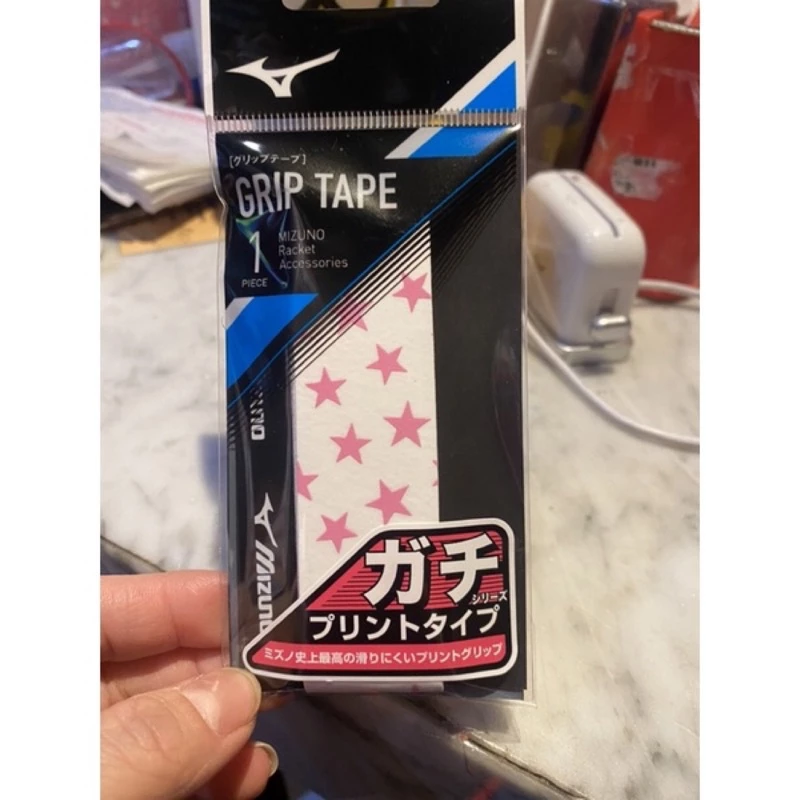 [グリップテープ]
GRIP TAPE
1
PIECE
MIZUNO
Racket
Accessories
MIZUNO
ガチ
シリーズ
プリントタイプ
ミズノ史上最高の滑りにくいプリントグリップ